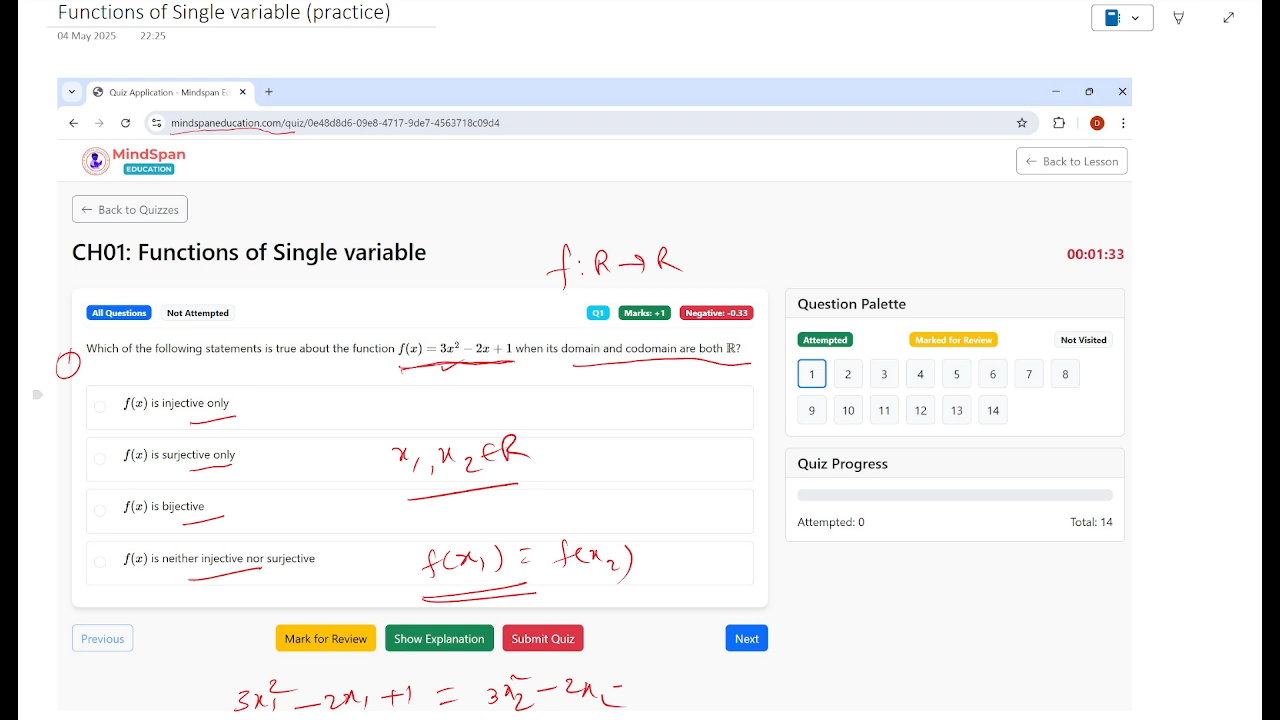 Functions of Single variable (practice)
04 May 2025 22:25
Quiz Application - Mindspan Ed
mindspaneducation.com/quiz/0e48d8d6-09e8-4717-9de7-4563718c09d4
D
MindSpan
EDUCATION
← Back to Lesson
← Back to Quizzes
CH01: Functions of Single variable
f: R → R
00:01:33
All Questions Not Attempted Q1 Marks: +1 Negative: -0.33
① Which of the following statements is true about the function f(x) = 3x² − 2x + 1 when its domain and codomain are both ℝ?
f(x) is injective only
f(x) is surjective only
x₁, x₂ ∈ R
f(x) is bijective
f(x) is neither injective nor surjective
f(x₁) = f(x₂)
Previous Mark for Review Show Explanation Submit Quiz Next
3x₁² − 2x₁ + 1 = 3x₂² − 2x₂
Question Palette
Attempted Marked for Review Not Visited
1 2 3 4 5 6 7 8
9 10 11 12 13 14
Quiz Progress
Attempted: 0 Total: 14